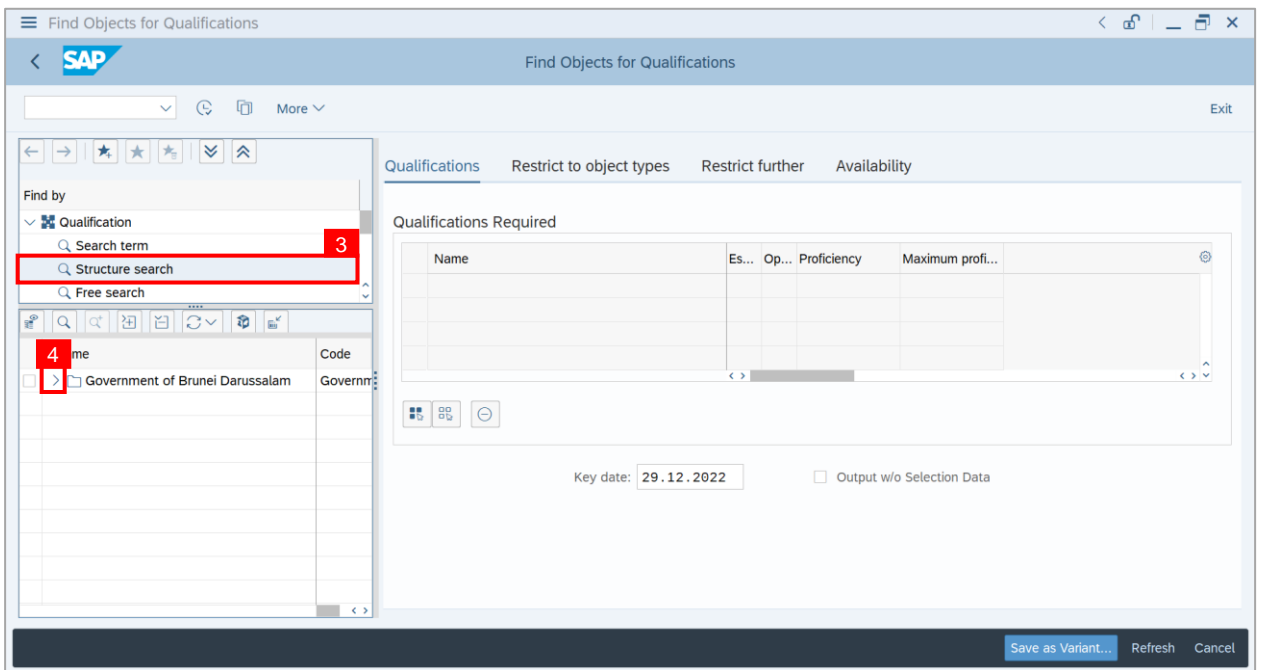 Find Objects for Qualifications
SAP
Find Objects for Qualifications
More
Exit
Find by
Qualification
Search term
3
Structure search
Free search
4
me
Code
Government of Brunei Darussalam
Governm
Qualifications
Restrict to object types
Restrict further
Availability
Qualifications Required
Name
Es...
Op...
Proficiency
Maximum profi...
Key date:
29.12.2022
Output w/o Selection Data
Save as Variant...
Refresh
Cancel